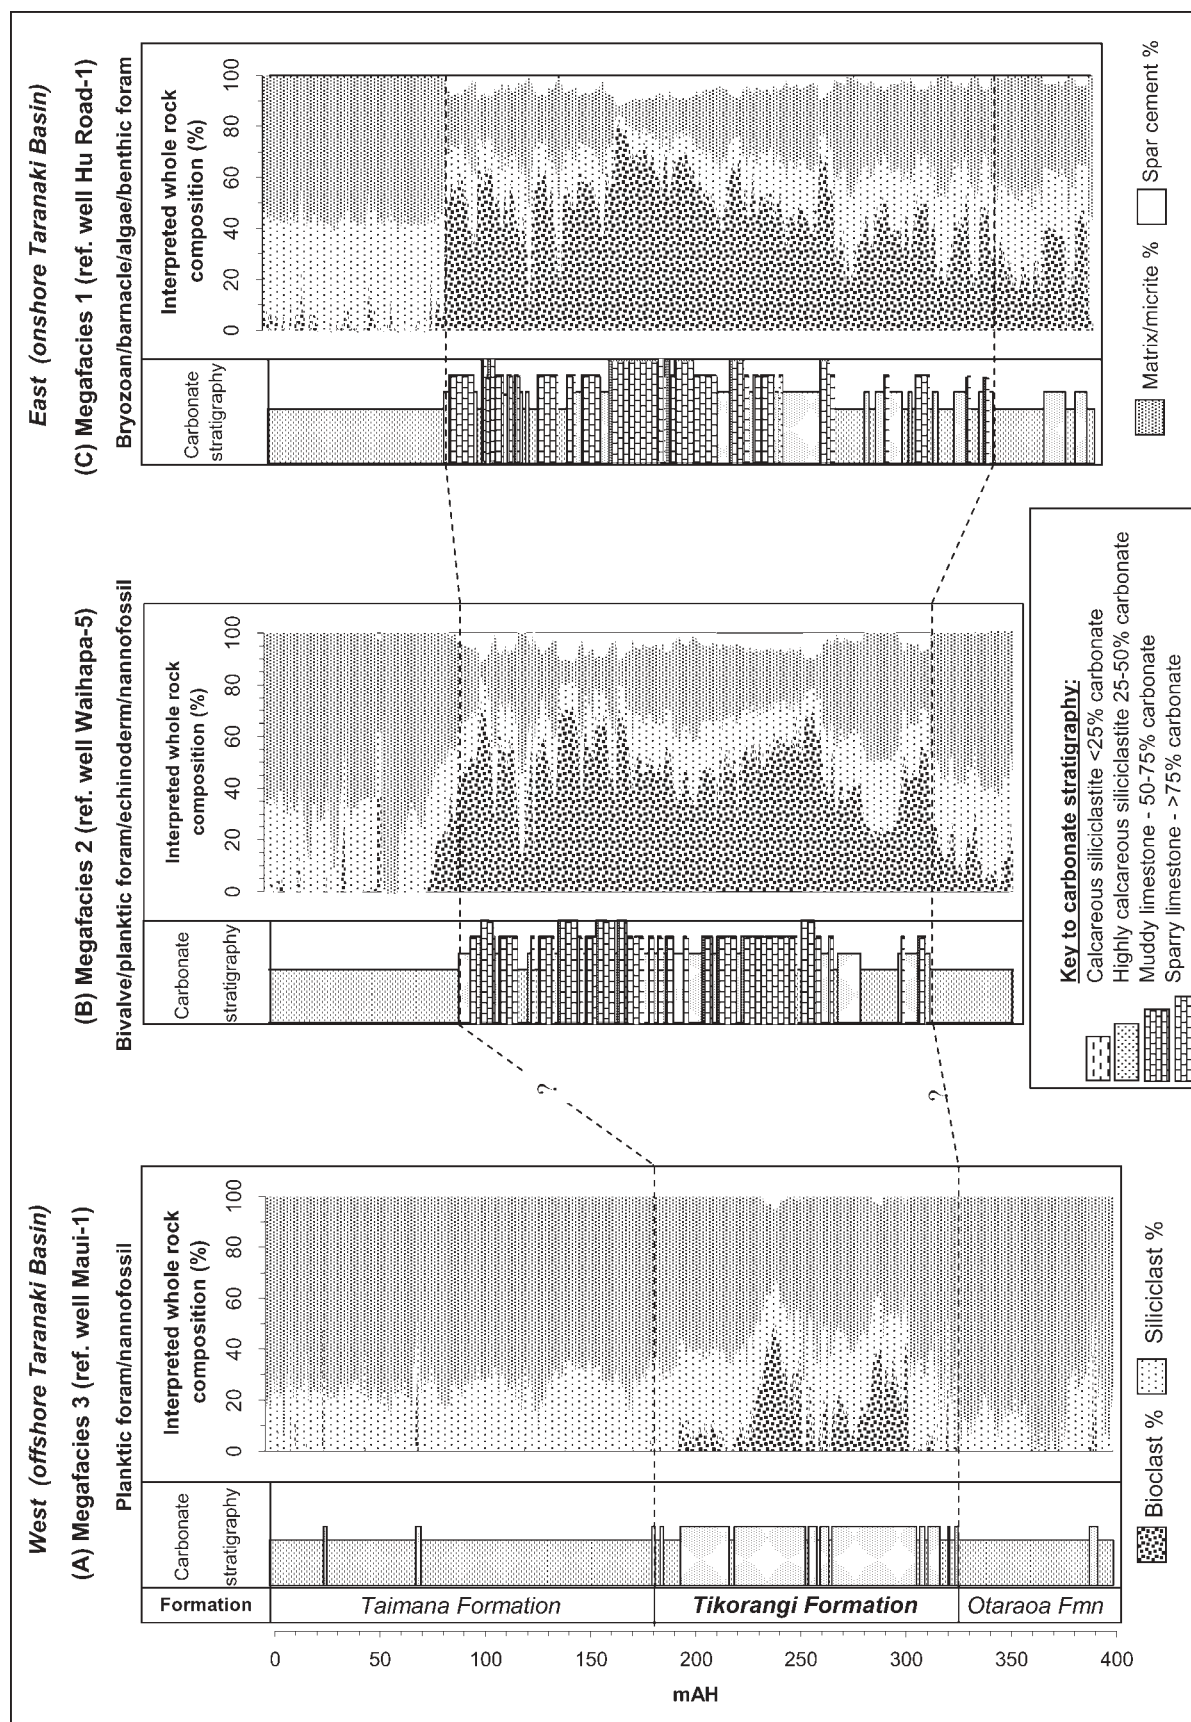 West (offshore Taranaki Basin)
East (onshore Taranaki Basin)
(A) Megafacies 3 (ref. well Maui-1)
Planktic foram/nannofossil
(B) Megafacies 2 (ref. well Waihapa-5)
Bivalve/planktic foram/echinoderm/nannofossil
(C) Megafacies 1 (ref. well Hu Road-1)
Bryozoan/barnacle/algae/benthic foram
Formation
Carbonate
stratigraphy
Interpreted whole rock
composition (%)
0 20 40 60 80 100
Carbonate
stratigraphy
Interpreted whole rock
composition (%)
0 20 40 60 80 100
Carbonate
stratigraphy
Interpreted whole rock
composition (%)
0 20 40 60 80 100
Taimana Formation
Tikorangi Formation
Otaraoa Fmn
?
?
0
50
100
150
200
250
300
350
400
mAH
Key to carbonate stratigraphy:
Calcareous siliciclastite <25% carbonate
Highly calcareous siliciclastite 25-50% carbonate
Muddy limestone - 50-75% carbonate
Sparry limestone - >75% carbonate
Bioclast %
Siliciclast %
Matrix/micrite %
Spar cement %